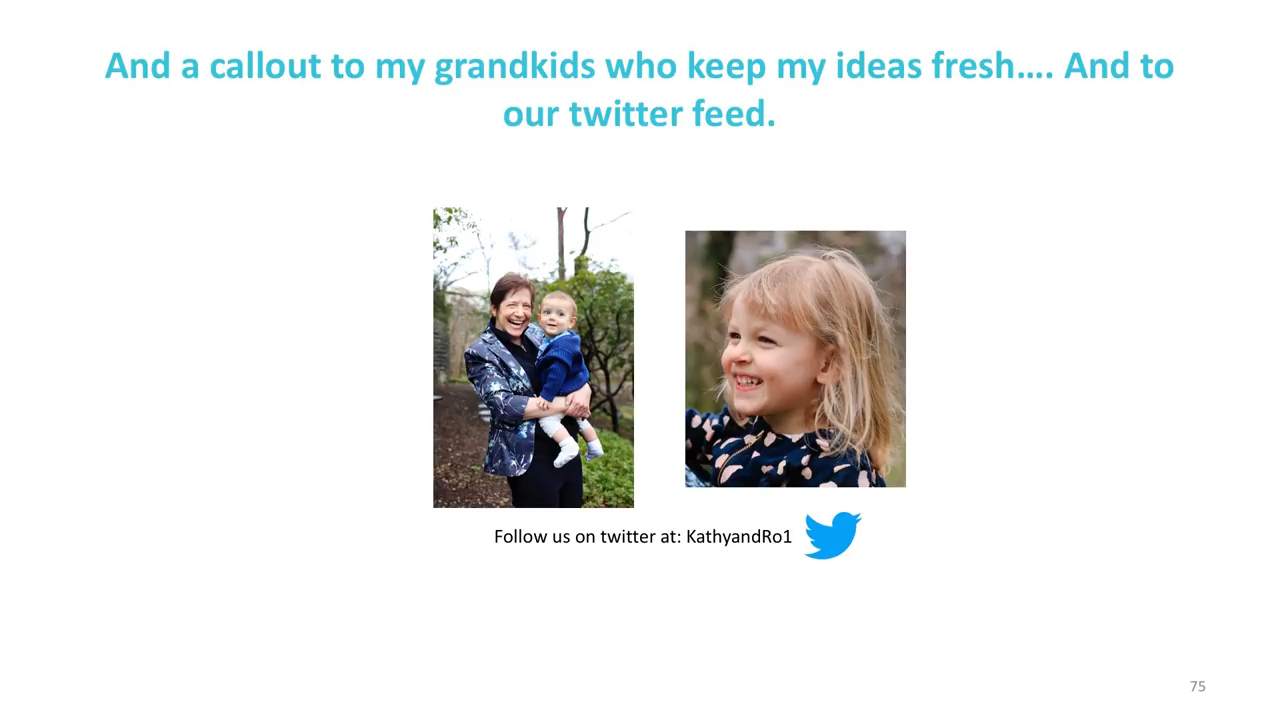 And a callout to my grandkids who keep my ideas fresh…. And to
our twitter feed.
Follow us on twitter at: KathyandRo1
75